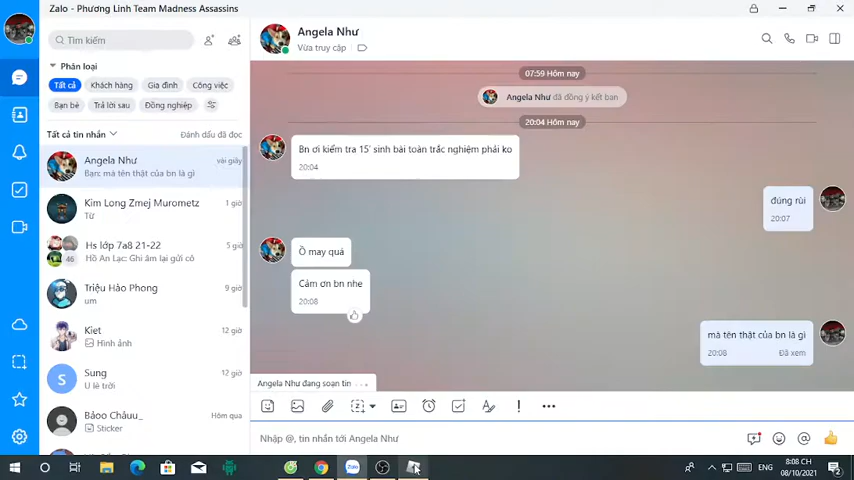 Zalo - Phương Linh Team Madness Assassins
Tìm kiếm
Phân loại
Tất cả
Khách hàng
Gia đình
Công việc
Bạn bè
Trả lời sau
Đồng nghiệp
Tất cả tin nhắn
Đánh dấu đã đọc
Angela Như
vài giây
Bạn: mà tên thật của bn là gì
Kim Long Zmej Murometz
1 giờ
Từ
Hs lớp 7a8 21-22
5 giờ
46
Hồ An Lạc: Ghi âm lại gửi cô
Triệu Hào Phong
9 giờ
um
Kiet
12 giờ
Hình ảnh
S
Sung
12 giờ
U lê trời
Bảoo Châuu_
Hôm qua
Sticker
Angela Như
Vừa truy cập
07:59 Hôm nay
Angela Như đã đồng ý kết bạn
20:04 Hôm nay
Bn ơi kiểm tra 15' sinh bài toàn trắc nghiệm phải ko
20:04
đúng rùi
20:07
Ồ may quá
Cảm ơn bn nhe
20:08
mà tên thật của bn là gì
20:08
Đã xem
Angela Như đang soạn tin ...
Nhập @, tin nhắn tới Angela Như
Zalo
ENG
8:08 CH
08/10/2021
2